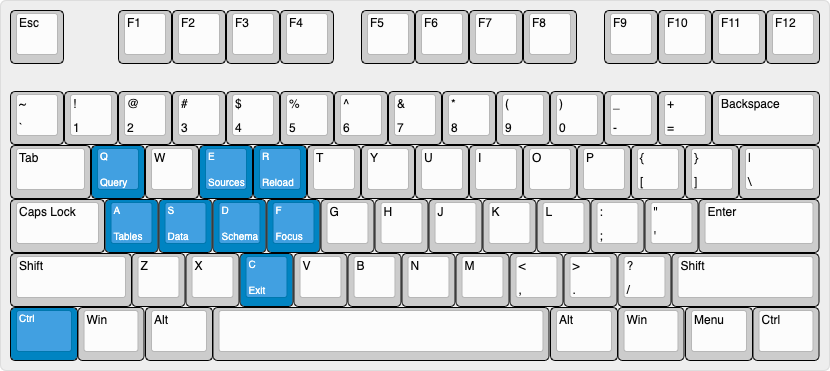 Esc F1 F2 F3 F4 F5 F6 F7 F8 F9 F10 F11 F12
~ ! @ # $ % ^ & * ( ) _ + Backspace
` 1 2 3 4 5 6 7 8 9 0 - =
Tab Q W E R T Y U I O P { } |
Query Sources Reload [ ] \
Caps Lock A S D F G H J K L : " Enter
Tables Data Schema Focus ; '
Shift Z X C V B N M < > ? Shift
Exit , . /
Ctrl Win Alt Alt Win Menu Ctrl